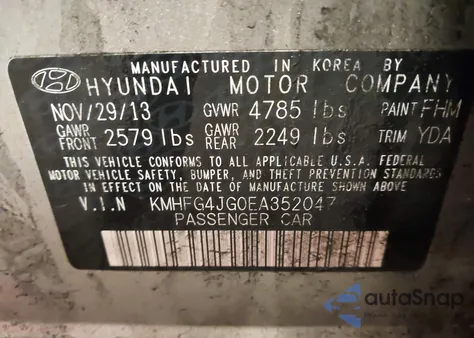 MANUFACTURED IN KOREA BY
HYUNDAI MOTOR COMPANY
NOV/29/13 GVWR 4785 lbs PAINT FHM
GAWR FRONT 2579 lbs GAWR REAR 2249 lbs TRIM YDA
THIS VEHICLE CONFORMS TO ALL APPLICABLE U.S.A. FEDERAL
MOTOR VEHICLE SAFETY, BUMPER, AND THEFT PREVENTION STANDARDS
IN EFFECT ON THE DATE OF MANUFACTURE SHOWN ABOVE
V.I.N KMHFG4JG0EA352047
PASSENGER CAR
autoSnap